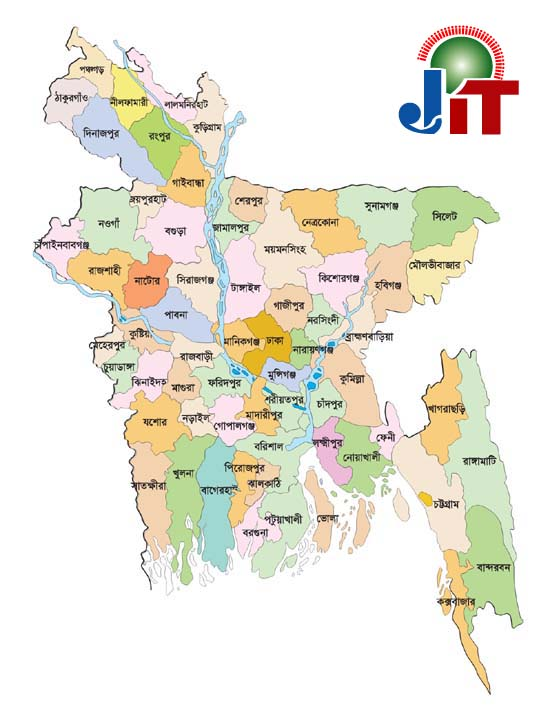 JIT
পঞ্চগড়
ঠাকুরগাঁও
নীলফামারী
লালমনিরহাট
দিনাজপুর
রংপুর
কুড়িগ্রাম
গাইবান্ধা
জয়পুরহাট
শেরপুর
নওগাঁ
বগুড়া
জামালপুর
নেত্রকোনা
সুনামগঞ্জ
সিলেট
চাঁপাইনবাবগঞ্জ
ময়মনসিংহ
মৌলভীবাজার
রাজশাহী
নাটোর
সিরাজগঞ্জ
টাঙ্গাইল
কিশোরগঞ্জ
হবিগঞ্জ
পাবনা
গাজীপুর
নরসিংদী
কুষ্টিয়া
মানিকগঞ্জ
ঢাকা
ব্রাহ্মণবাড়িয়া
মেহেরপুর
রাজবাড়ী
নারায়ণগঞ্জ
চুয়াডাঙ্গা
মুন্সিগঞ্জ
ঝিনাইদহ
মাগুরা
ফরিদপুর
কুমিল্লা
শরীয়তপুর
চাঁদপুর
খাগরাছড়ি
যশোর
নড়াইল
মাদারীপুর
গোপালগঞ্জ
লক্ষ্মীপুর
ফেনী
বরিশাল
নোয়াখালী
রাঙ্গামাটি
খুলনা
পিরোজপুর
সাতক্ষীরা
বাগেরহাট
ঝালকাঠি
চট্টগ্রাম
পটুয়াখালী
ভোলা
বরগুনা
বান্দরবন
কক্সবাজার